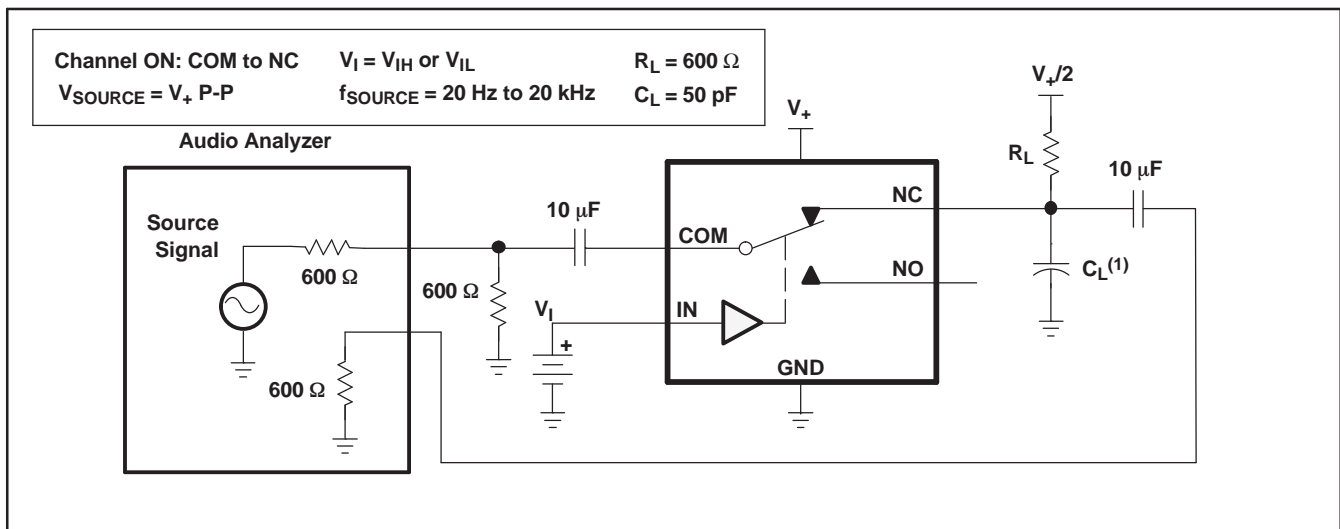 Channel ON: COM to NC    V_I = V_IH or V_IL    R_L = 600 Ω
V_SOURCE = V_+ P-P    f_SOURCE = 20 Hz to 20 kHz    C_L = 50 pF
Audio Analyzer
Source
Signal
600 Ω
600 Ω
600 Ω
10 μF
V_I
+
V_+
COM
IN
NC
NO
GND
V_+/2
R_L
10 μF
C_L^(1)